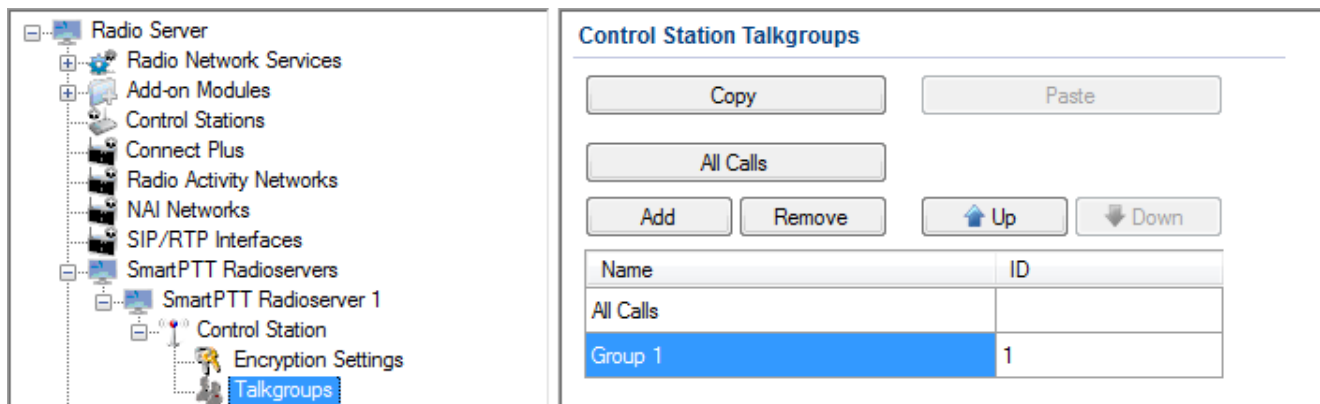 Radio Server
Radio Network Services
Add-on Modules
Control Stations
Connect Plus
Radio Activity Networks
NAI Networks
SIP/RTP Interfaces
SmartPTT Radioservers
SmartPTT Radioserver 1
Control Station
Encryption Settings
Talkgroups
Control Station Talkgroups
Copy Paste
All Calls
Add Remove Up Down
Name ID
All Calls
Group 1 1